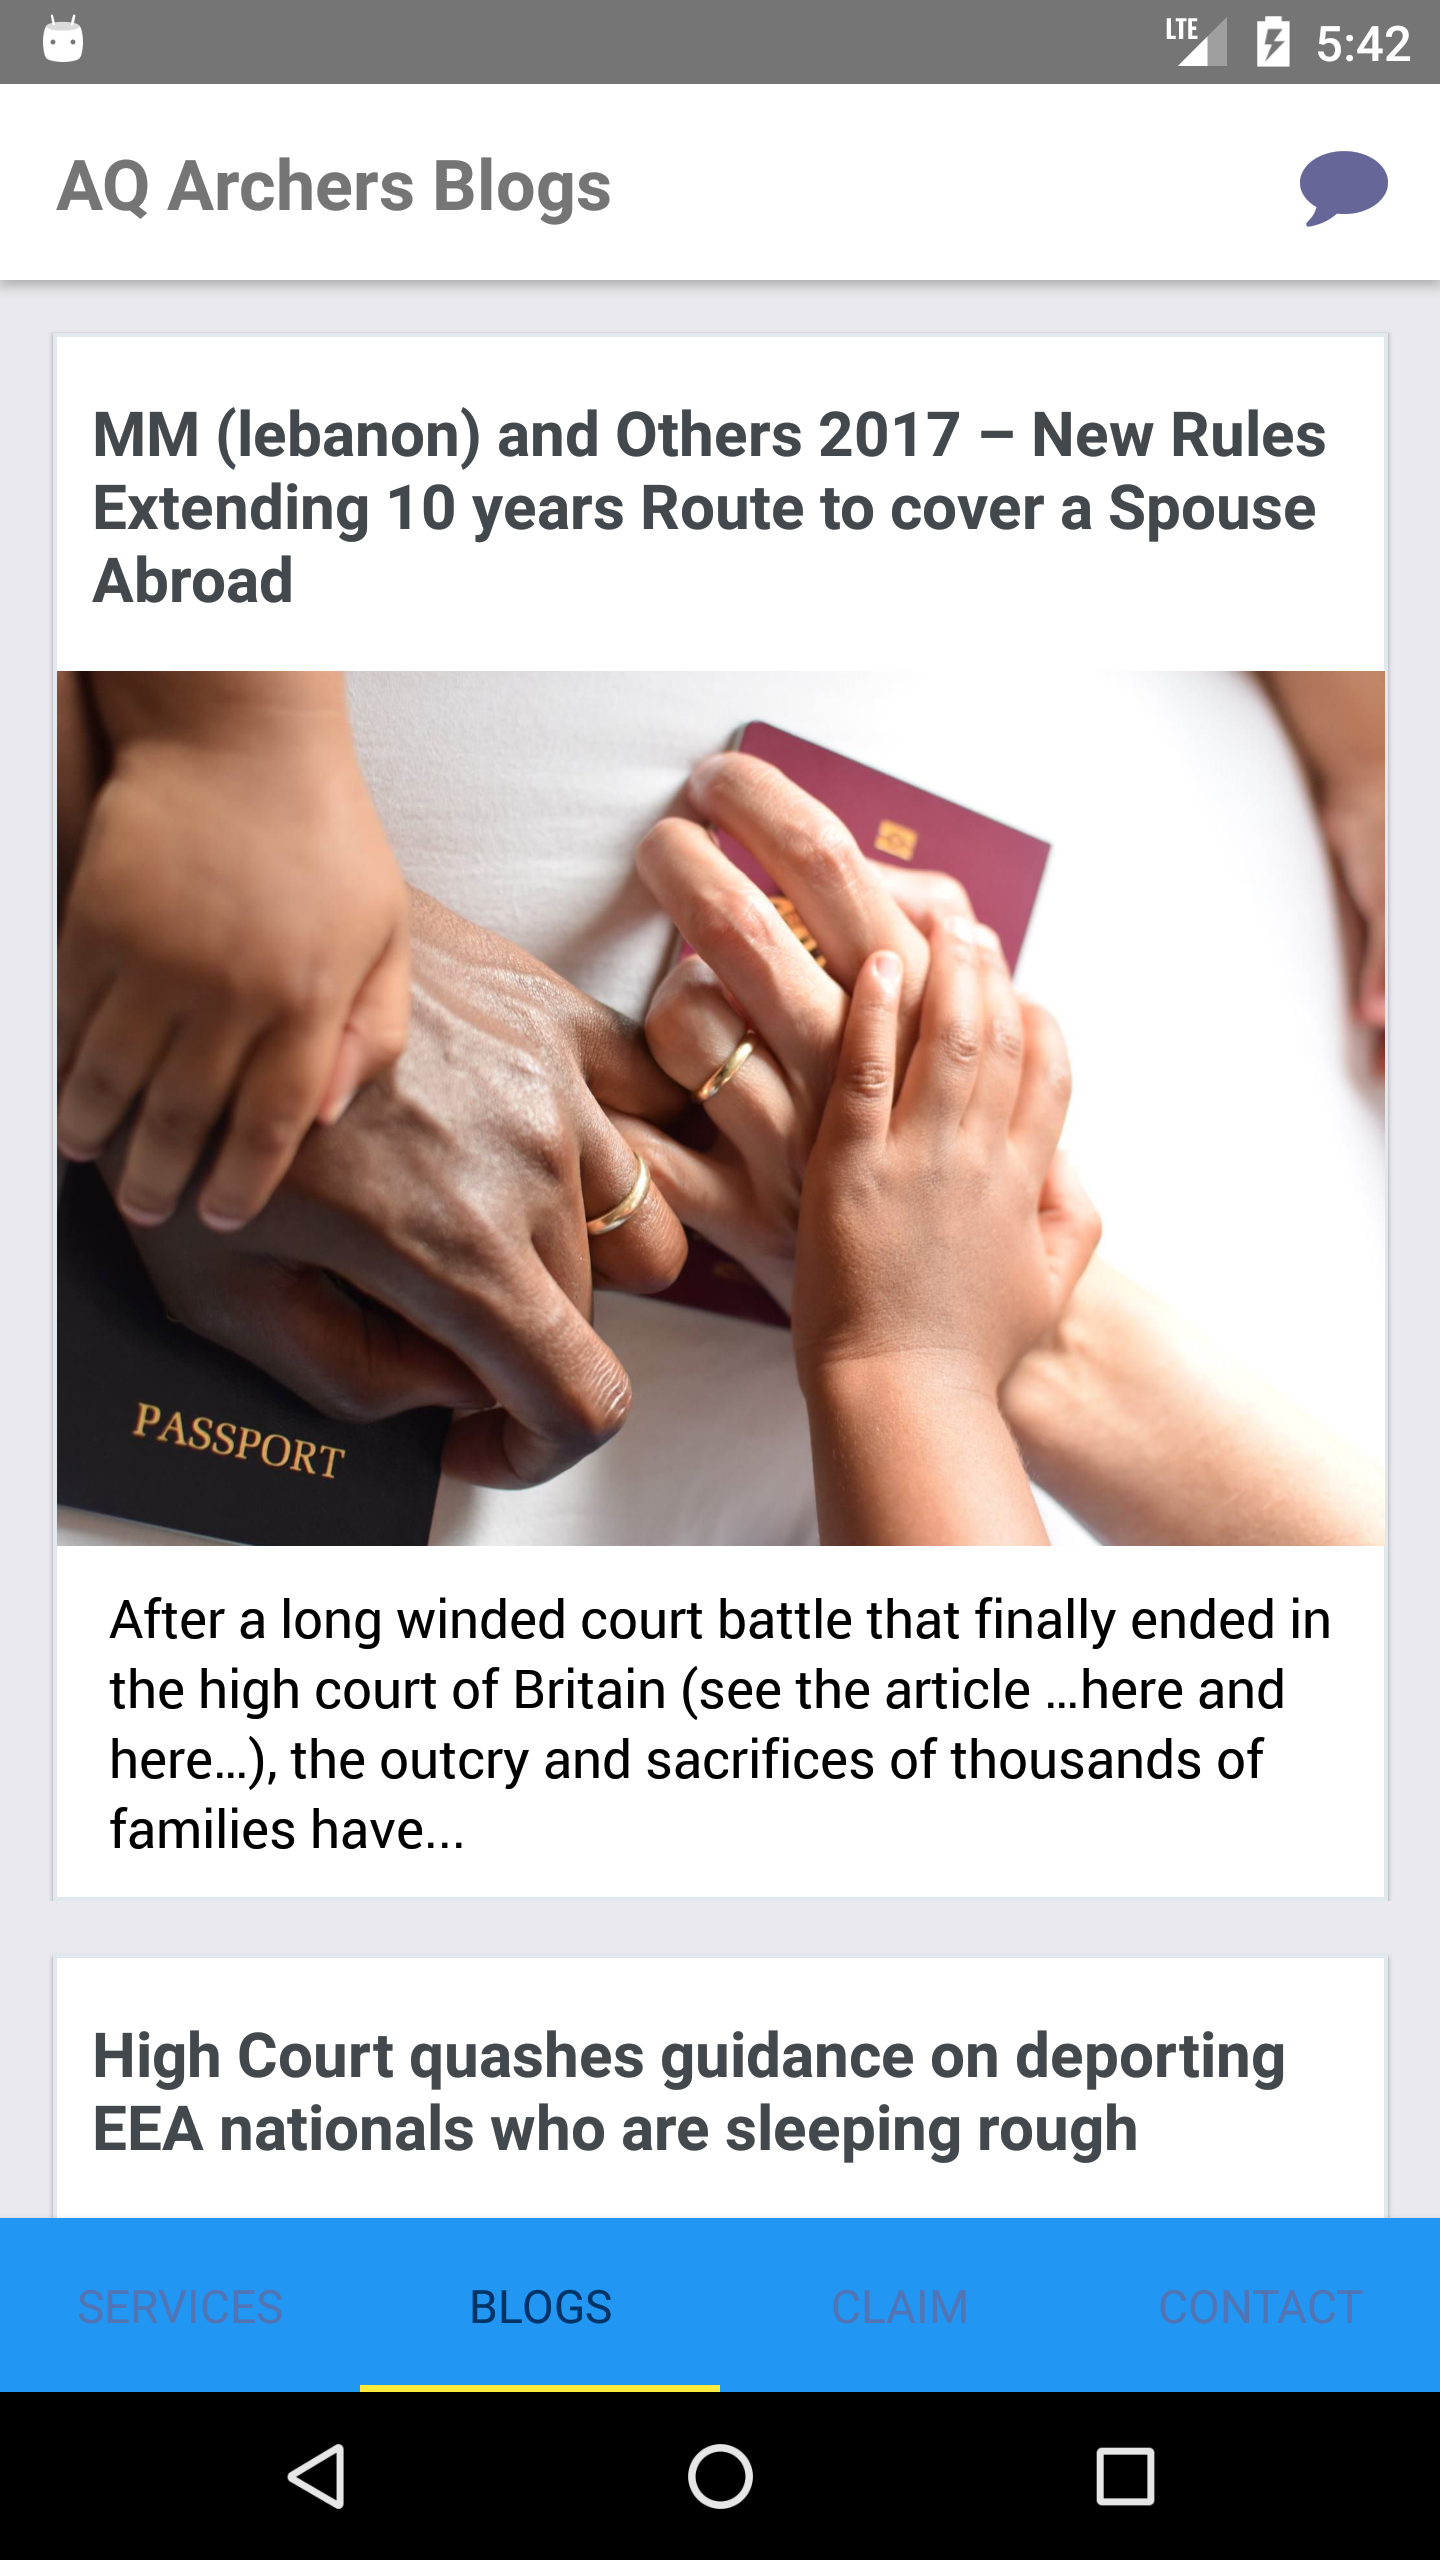 LTE 5:42
AQ Archers Blogs
MM (lebanon) and Others 2017 – New Rules
Extending 10 years Route to cover a Spouse
Abroad
PASSPORT
After a long winded court battle that finally ended in
the high court of Britain (see the article …here and
here…), the outcry and sacrifices of thousands of
families have...
High Court quashes guidance on deporting
EEA nationals who are sleeping rough
SERVICES BLOGS CLAIM CONTACT